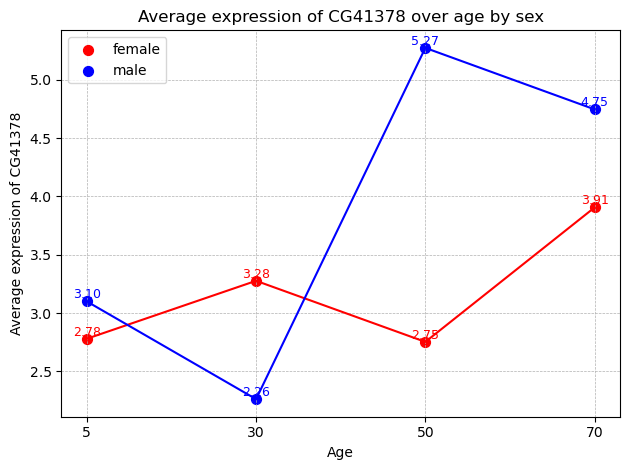 Average expression of CG41378 over age by sex
female
male
5.27
4.75
3.91
3.28
3.10
2.78
2.75
2.26
5.0
4.5
4.0
3.5
3.0
2.5
Average expression of CG41378
5 30 50 70
Age